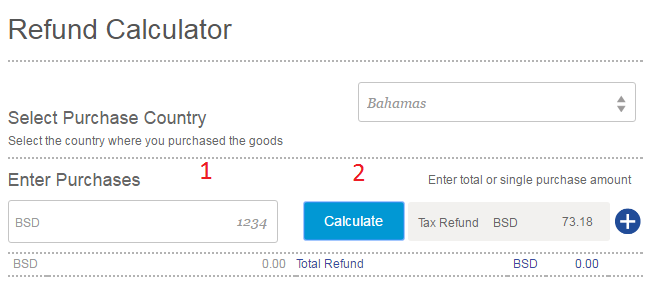 Refund Calculator
Bahamas
Select Purchase Country
Select the country where you purchased the goods
1 2
Enter Purchases Enter total or single purchase amount
BSD 1234 Calculate Tax Refund BSD 73.18 +
BSD 0.00 Total Refund BSD 0.00